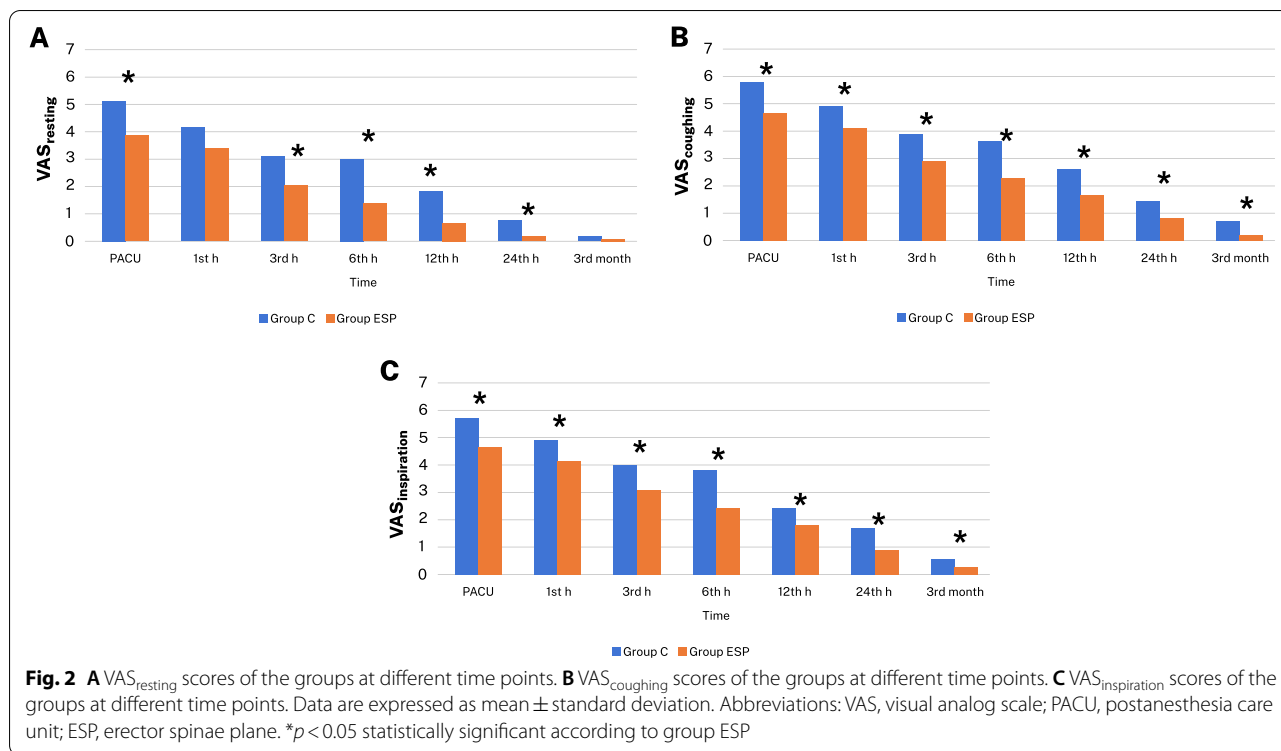 A
7
6
5
4
3
2
1
0
VASresting
*
*
*
*
*
PACU 1st h 3rd h 6th h 12th h 24th h 3rd month
Time
Group C Group ESP
B
7
6
5
4
3
2
1
0
VAScoughing
*
*
*
*
*
*
*
PACU 1st h 3rd h 6th h 12th h 24th h 3rd month
Time
Group C Group ESP
C
7
6
5
4
3
2
1
0
VASinspiration
*
*
*
*
*
*
*
PACU 1st h 3rd h 6th h 12th h 24th h 3rd month
Time
Group C Group ESP
Fig. 2 A VASresting scores of the groups at different time points. B VAScoughing scores of the groups at different time points. C VASinspiration scores of the
groups at different time points. Data are expressed as mean ± standard deviation. Abbreviations: VAS, visual analog scale; PACU, postanesthesia care
unit; ESP, erector spinae plane. *p < 0.05 statistically significant according to group ESP